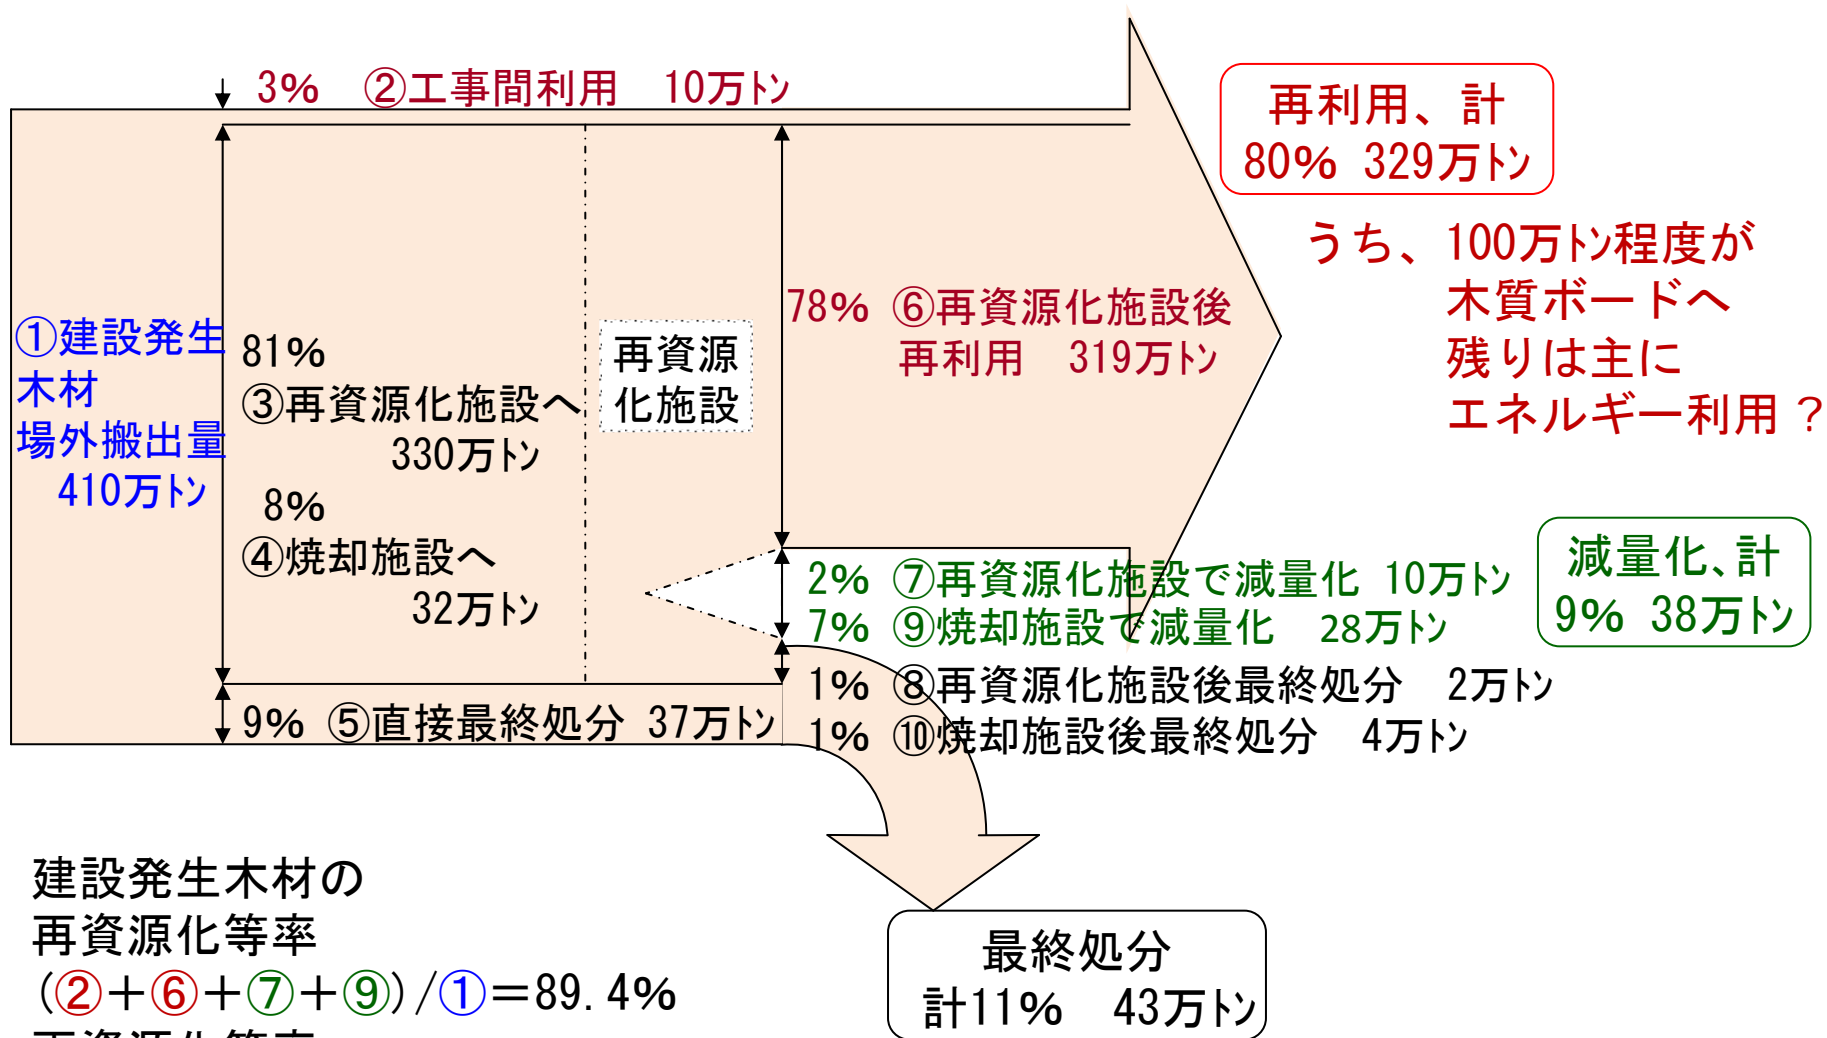 3% ②工事間利用 10万トン
再利用、計
80% 329万トン
うち、100万トン程度が
木質ボードへ
残りは主に
エネルギー利用?
①建設発生
木材
場外搬出量
410万トン
81%
③再資源化施設へ
330万トン
8%
④焼却施設へ
32万トン
再資源
化施設
78% ⑥再資源化施設後
再利用 319万トン
2% ⑦再資源化施設で減量化 10万トン
7% ⑨焼却施設で減量化 28万トン
減量化、計
9% 38万トン
1% ⑧再資源化施設後最終処分 2万トン
1% ⑩焼却施設後最終処分 4万トン
9% ⑤直接最終処分 37万トン
建設発生木材の
再資源化等率
(②+⑥+⑦+⑨)/①=89.4%
最終処分
計11% 43万トン